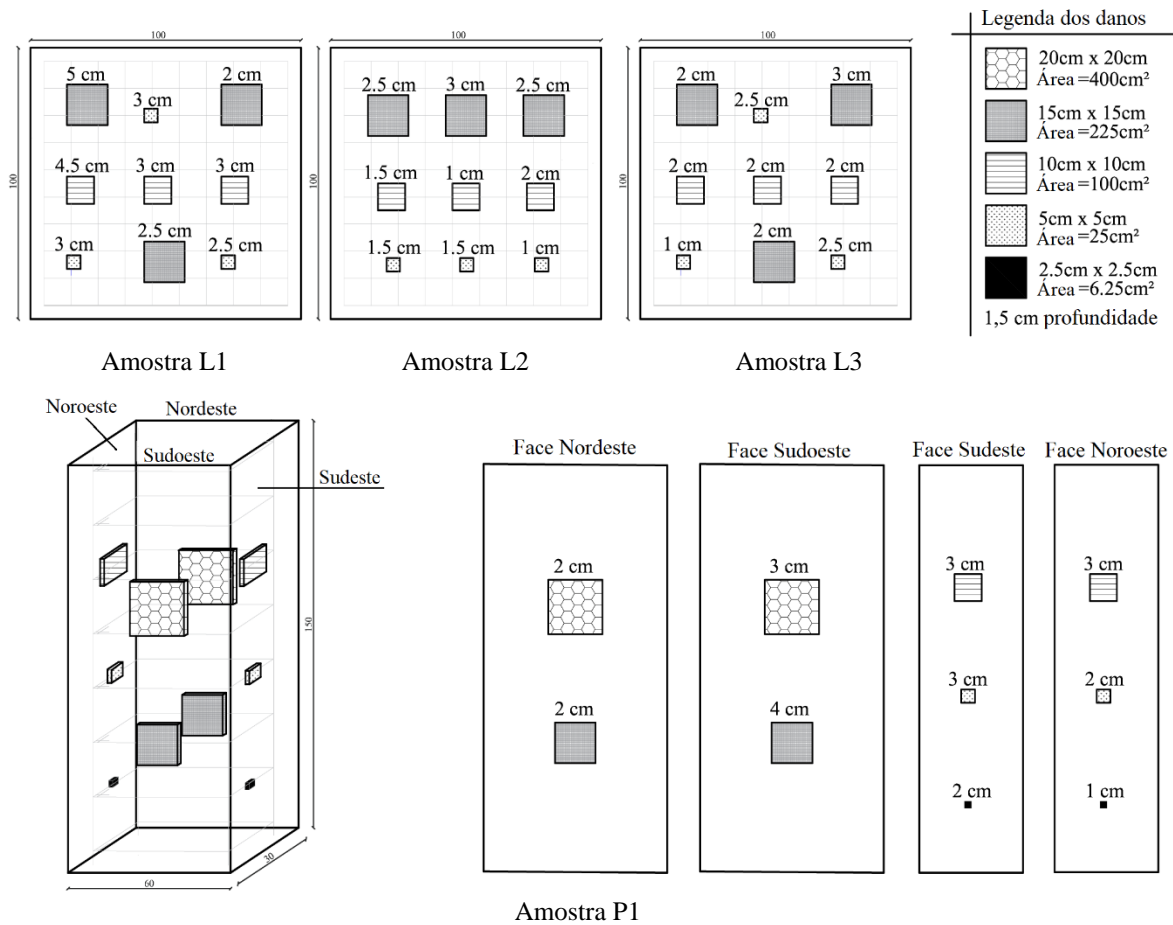 100
100
5 cm
2 cm
3 cm
4.5 cm
3 cm
3 cm
2.5 cm
3 cm
2.5 cm
Amostra L1
100
100
2.5 cm
3 cm
2.5 cm
1.5 cm
1 cm
2 cm
1.5 cm
1.5 cm
1 cm
Amostra L2
100
100
2 cm
3 cm
2.5 cm
2 cm
2 cm
2 cm
2 cm
1 cm
2.5 cm
Amostra L3
Legenda dos danos
20cm x 20cm
Área =400cm²
15cm x 15cm
Área =225cm²
10cm x 10cm
Área =100cm²
5cm x 5cm
Área =25cm²
2.5cm x 2.5cm
Área =6.25cm²
1,5 cm profundidade
Noroeste
Nordeste
Sudoeste
Sudeste
150
30
60
Face Nordeste
2 cm
2 cm
Face Sudoeste
3 cm
4 cm
Face Sudeste
3 cm
3 cm
2 cm
Face Noroeste
3 cm
2 cm
1 cm
Amostra P1